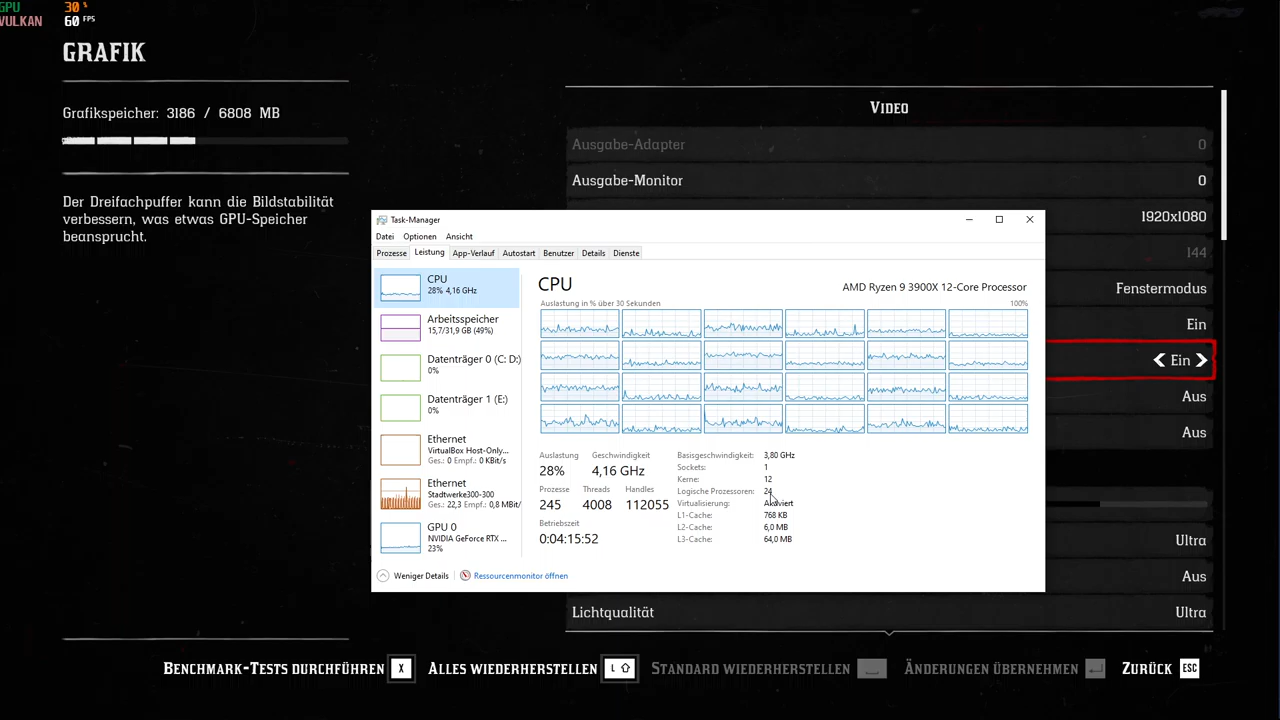 GPU 30 %
VULKAN 60 FPS
GRAFIK
Grafikspeicher: 3186 / 6808 MB
Der Dreifachpuffer kann die Bildstabilität
verbessern, was etwas GPU-Speicher
beansprucht.
VIDEO
Ausgabe-Adapter 0
Ausgabe-Monitor 0
1920x1080
144
Fenstermodus
Ein
Ein
Aus
Aus
Ultra
Aus
Lichtqualität Ultra
Task-Manager
Datei Optionen Ansicht
Prozesse Leistung App-Verlauf Autostart Benutzer Details Dienste
CPU
28% 4,16 GHz
Arbeitsspeicher
15,7/31,9 GB (49%)
Datenträger 0 (C: D:)
0%
Datenträger 1 (E:)
0%
Ethernet
VirtualBox Host-Only...
Ges.: 0 Empf.: 0 KBit/s
Ethernet
Stadtwerke300-300
Ges.: 22,3 Empf.: 0,8 MBit/
GPU 0
NVIDIA GeForce RTX ...
23%
CPU AMD Ryzen 9 3900X 12-Core Processor
Auslastung in % über 30 Sekunden 100%
Auslastung Geschwindigkeit
28% 4,16 GHz
Prozesse Threads Handles
245 4008 112055
Betriebszeit
0:04:15:52
Basisgeschwindigkeit: 3,80 GHz
Sockets: 1
Kerne: 12
Logische Prozessoren: 24
Virtualisierung: Aktiviert
L1-Cache: 768 KB
L2-Cache: 6,0 MB
L3-Cache: 64,0 MB
Weniger Details Ressourcenmonitor öffnen
BENCHMARK-TESTS DURCHFÜHREN X ALLES WIEDERHERSTELLEN L STANDARD WIEDERHERSTELLEN ÄNDERUNGEN ÜBERNEHMEN ZURÜCK ESC